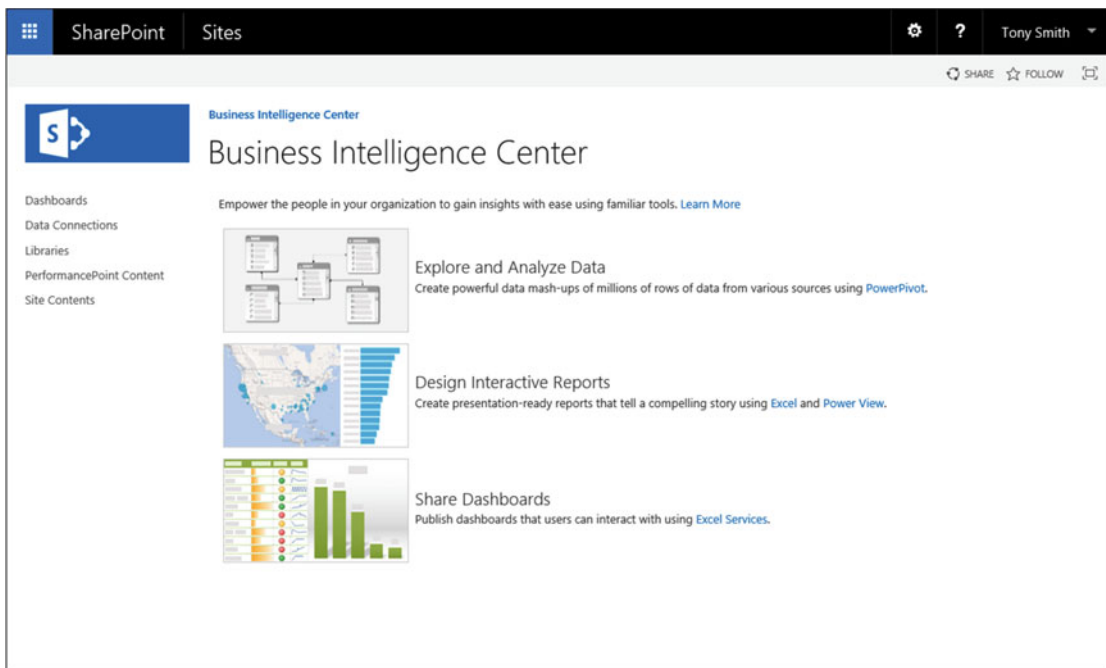 SharePoint Sites ? Tony Smith
SHARE FOLLOW
S
Business Intelligence Center
Business Intelligence Center
Dashboards
Data Connections
Libraries
PerformancePoint Content
Site Contents
Empower the people in your organization to gain insights with ease using familiar tools. Learn More
Explore and Analyze Data
Create powerful data mash-ups of millions of rows of data from various sources using PowerPivot.
Design Interactive Reports
Create presentation-ready reports that tell a compelling story using Excel and Power View.
Share Dashboards
Publish dashboards that users can interact with using Excel Services.